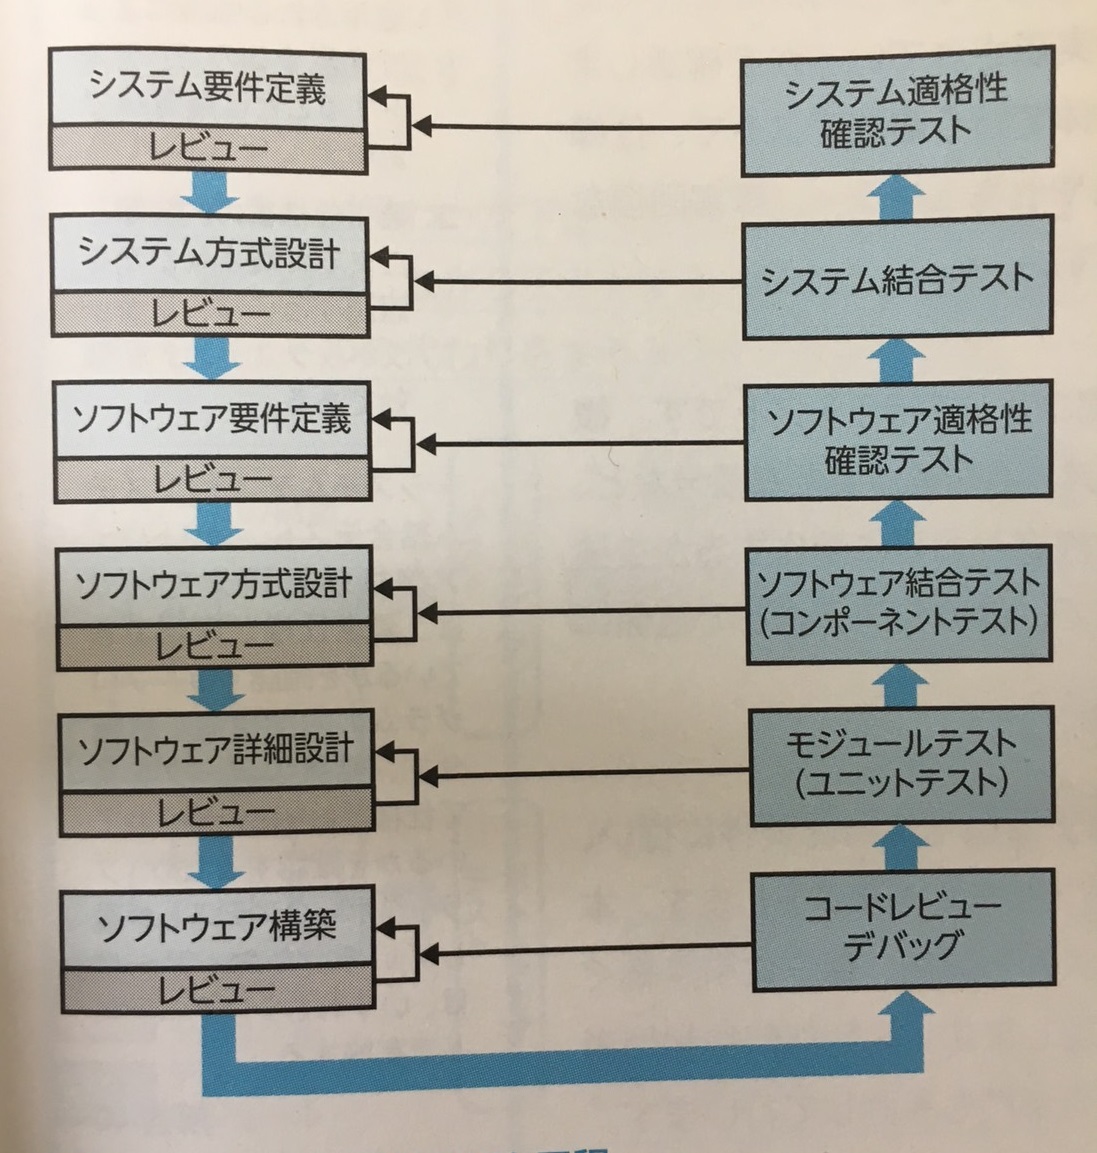 システム要件定義
レビュー
システム方式設計
レビュー
ソフトウェア要件定義
レビュー
ソフトウェア方式設計
レビュー
ソフトウェア詳細設計
レビュー
ソフトウェア構築
レビュー
システム適格性
確認テスト
システム結合テスト
ソフトウェア適格性
確認テスト
ソフトウェア結合テスト
(コンポーネントテスト)
モジュールテスト
(ユニットテスト)
コードレビュー
デバッグ